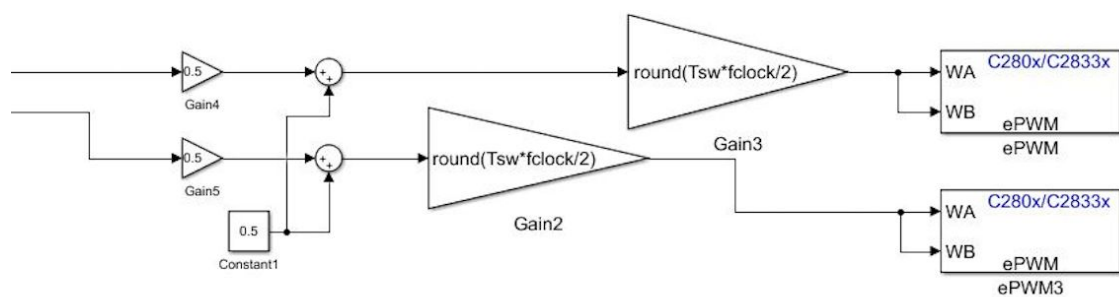 0.5
Gain4
round(Tsw*fclock/2)
Gain3
C280x/C2833x
WA
WB
ePWM
ePWM
0.5
Gain5
0.5
Constant1
round(Tsw*fclock/2)
Gain2
C280x/C2833x
WA
WB
ePWM
ePWM3